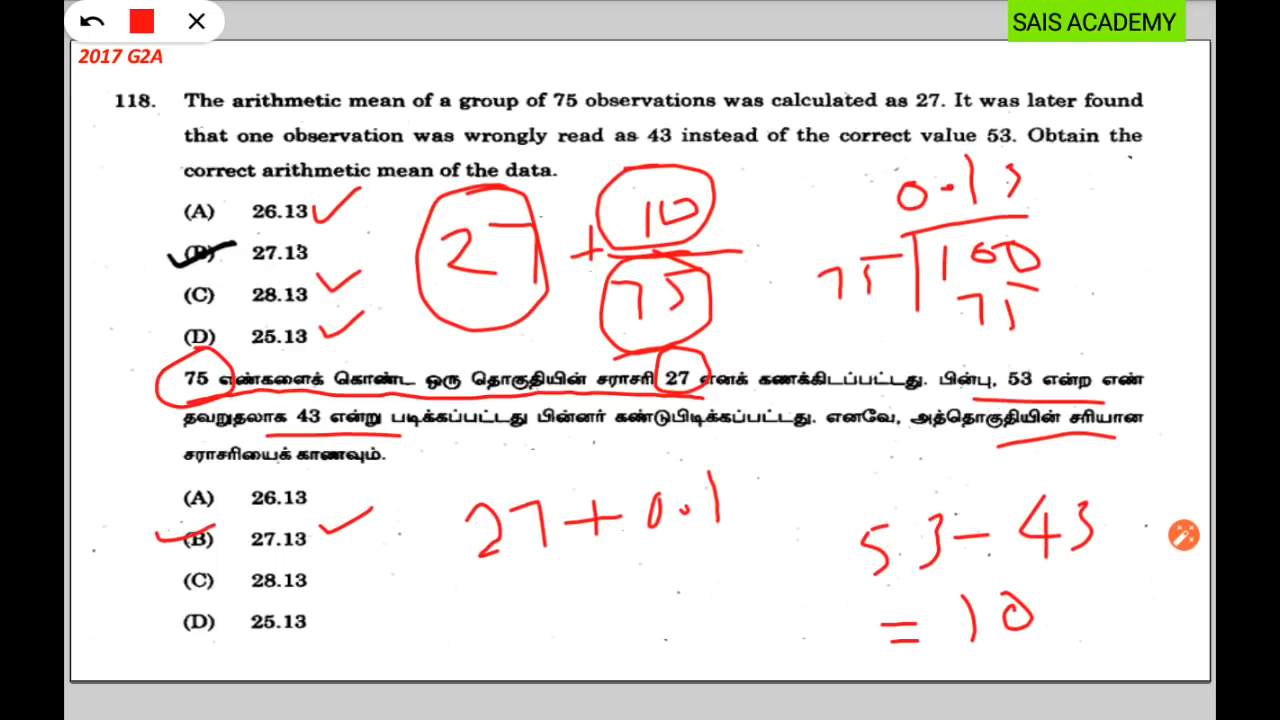 SAIS ACADEMY
2017 G2A
118. The arithmetic mean of a group of 75 observations was calculated as 27. It was later found
that one observation was wrongly read as 43 instead of the correct value 53. Obtain the
correct arithmetic mean of the data.
(A) 26.13
(B) 27.13
(C) 28.13
(D) 25.13
27 + 10
75
0.13
75 100
75
75 எண்களைக் கொண்ட ஒரு தொகுதியின் சராசரி 27 எனக் கணக்கிடப்பட்டது. பின்பு, 53 என்ற எண்
தவறுதலாக 43 என்று படிக்கப்பட்டது பின்னர் கண்டுபிடிக்கப்பட்டது. எனவே, அத்தொகுதியின் சரியான
சராசரியைக் காணவும்.
(A) 26.13
(B) 27.13
(C) 28.13
(D) 25.13
27 + 0.1
53 - 43
= 10